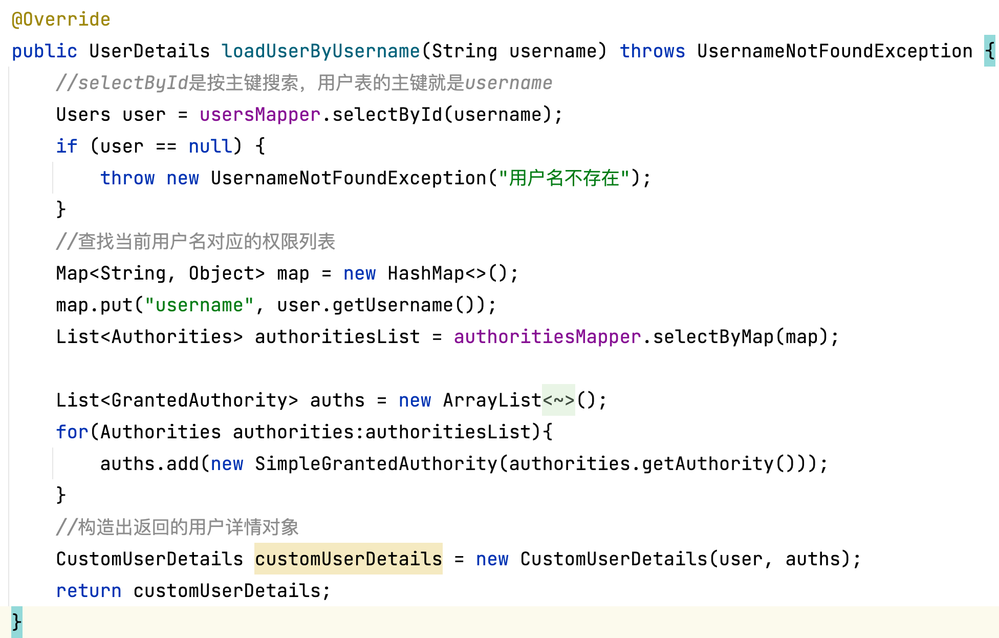 @Override
public UserDetails loadUserByUsername(String username) throws UsernameNotFoundException {
//selectById是按主键搜索，用户表的主键就是username
Users user = usersMapper.selectById(username);
if (user == null) {
throw new UsernameNotFoundException("用户名不存在");
}
//查找当前用户名对应的权限列表
Map<String, Object> map = new HashMap<>();
map.put("username", user.getUsername());
List<Authorities> authoritiesList = authoritiesMapper.selectByMap(map);
List<GrantedAuthority> auths = new ArrayList<~>();
for(Authorities authorities:authoritiesList){
auths.add(new SimpleGrantedAuthority(authorities.getAuthority()));
}
//构造出返回的用户详情对象
CustomUserDetails customUserDetails = new CustomUserDetails(user, auths);
return customUserDetails;
}